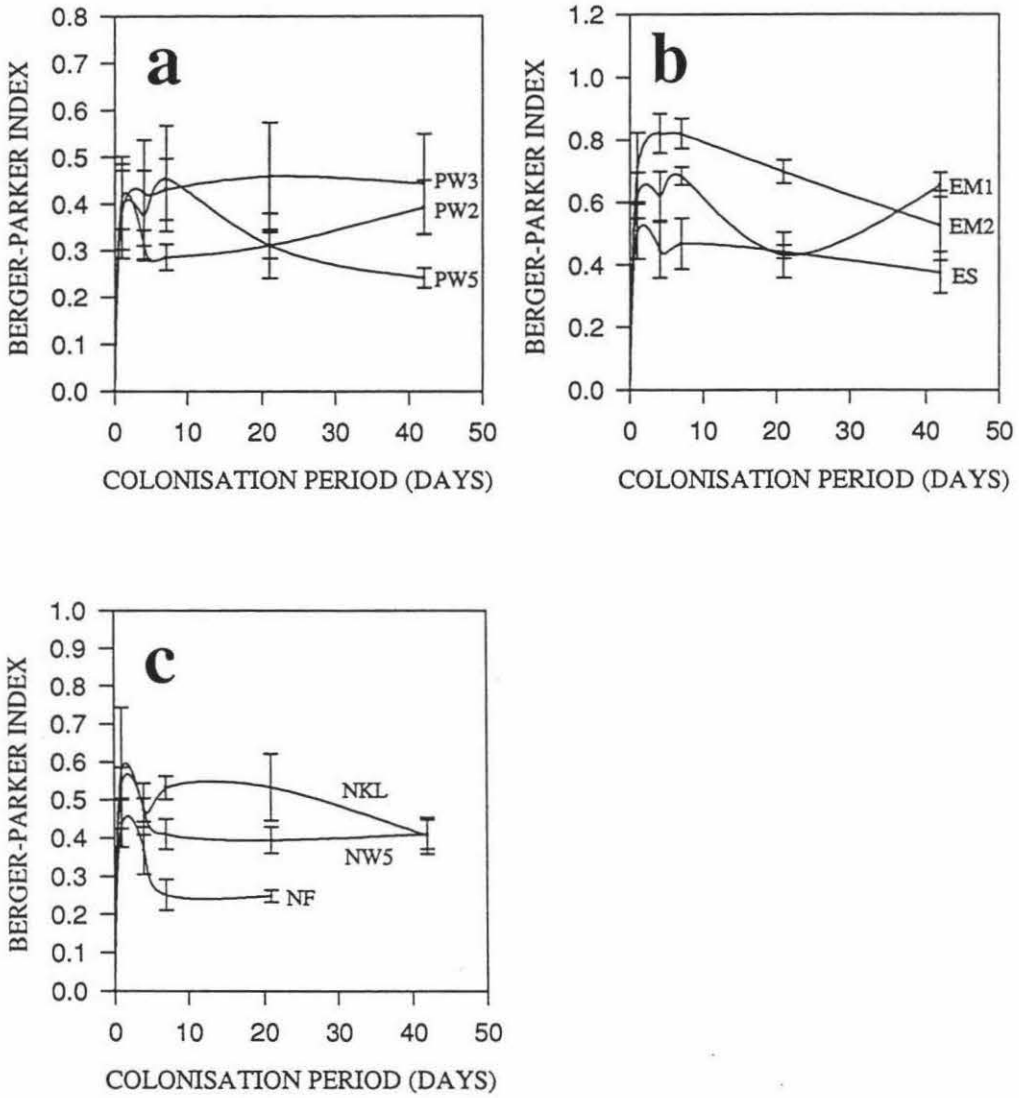 a
BERGER-PARKER INDEX
0.8
0.7
0.6
0.5
0.4
0.3
0.2
0.1
0.0
PW3
PW2
PW5
0 10 20 30 40 50
COLONISATION PERIOD (DAYS)
b
BERGER-PARKER INDEX
1.2
1.0
0.8
0.6
0.4
0.2
0.0
EM1
EM2
ES
0 10 20 30 40 50
COLONISATION PERIOD (DAYS)
c
BERGER-PARKER INDEX
1.0
0.9
0.8
0.7
0.6
0.5
0.4
0.3
0.2
0.1
0.0
NKL
NW5
NF
0 10 20 30 40 50
COLONISATION PERIOD (DAYS)